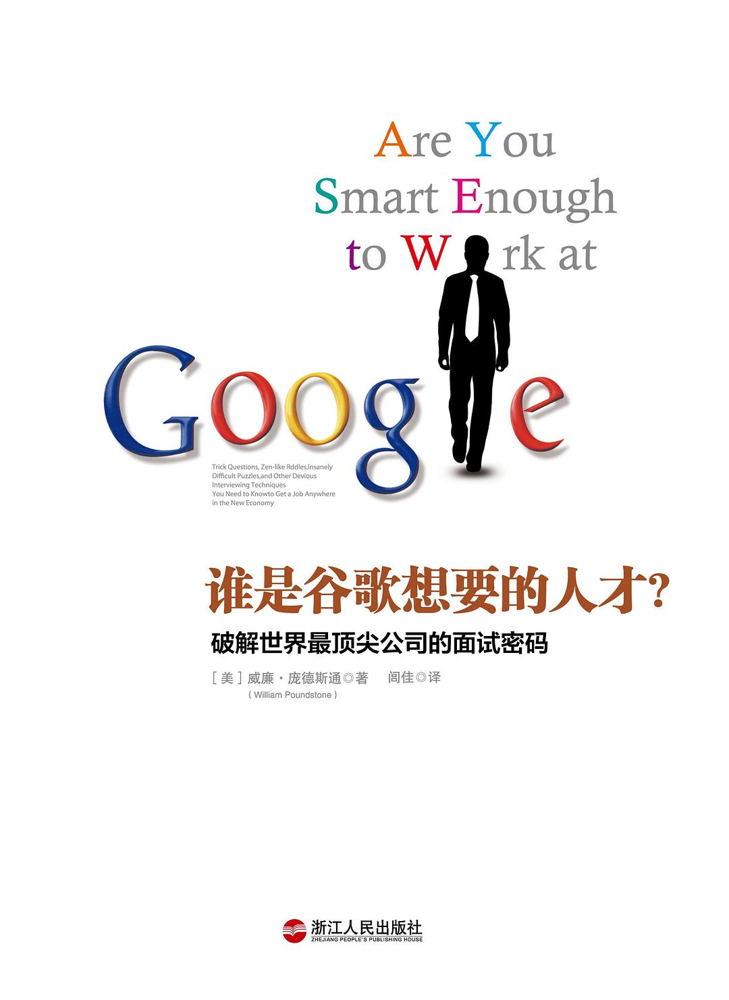 Are You
Smart Enough
to W rk at
Goog e
Trick Questions, Zen-like Rddles,Insanely
Difficult Puzzles,and Other Devious
Interviewing Techniques
You Need to Knowto Get a Job Anywhere
in the New Economy
谁是谷歌想要的人才?
破解世界最顶尖公司的面试密码
[美]威廉·庞德斯通◎著 闾佳◎译
(William Poundstone)
浙江人民出版社
ZHEJIANG PEOPLE'S PUBLISHING HOUSE